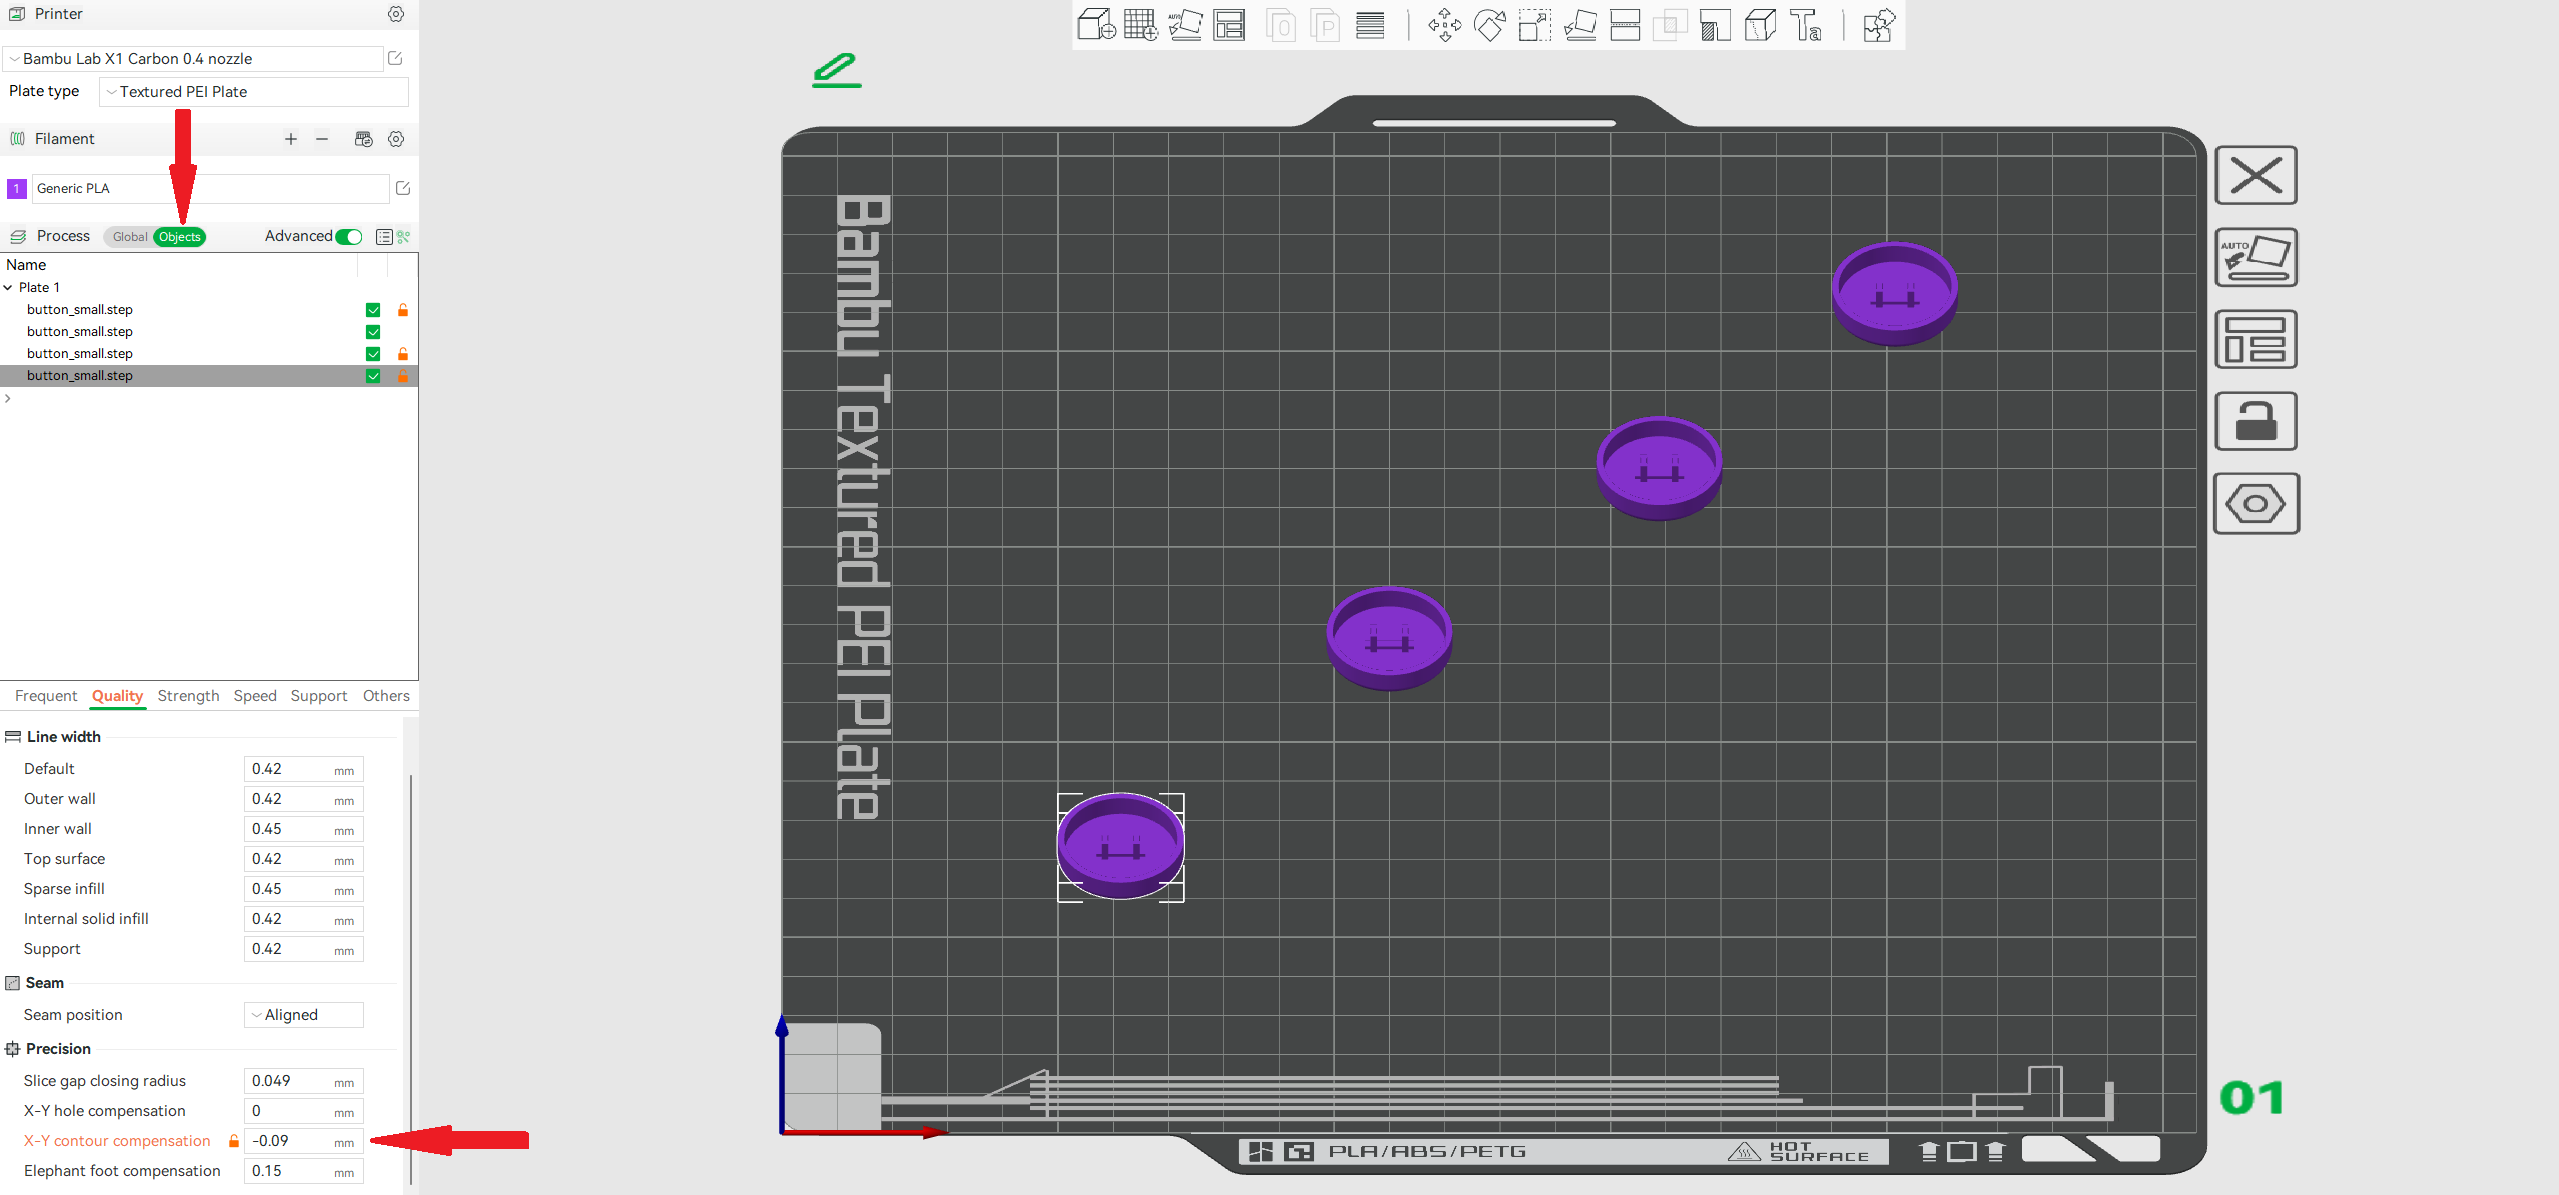 Printer
Bambu Lab X1 Carbon 0.4 nozzle
Plate type
Textured PEI Plate
Filament
1
Generic PLA
Process
Global
Objects
Advanced
Name
Plate 1
button_small.step
button_small.step
button_small.step
button_small.step
Frequent
Quality
Strength
Speed
Support
Others
Line width
Default 0.42 mm
Outer wall 0.42 mm
Inner wall 0.45 mm
Top surface 0.42 mm
Sparse infill 0.45 mm
Internal solid infill 0.42 mm
Support 0.42 mm
Seam
Seam position Aligned
Precision
Slice gap closing radius 0.049 mm
X-Y hole compensation 0 mm
X-Y contour compensation -0.09 mm
Elephant foot compensation 0.15 mm
AUTO
O
P
Ta
Bambu Textured PEI Plate
AUTO
01
PLA/ABS/PETG
HOT
SURFACE